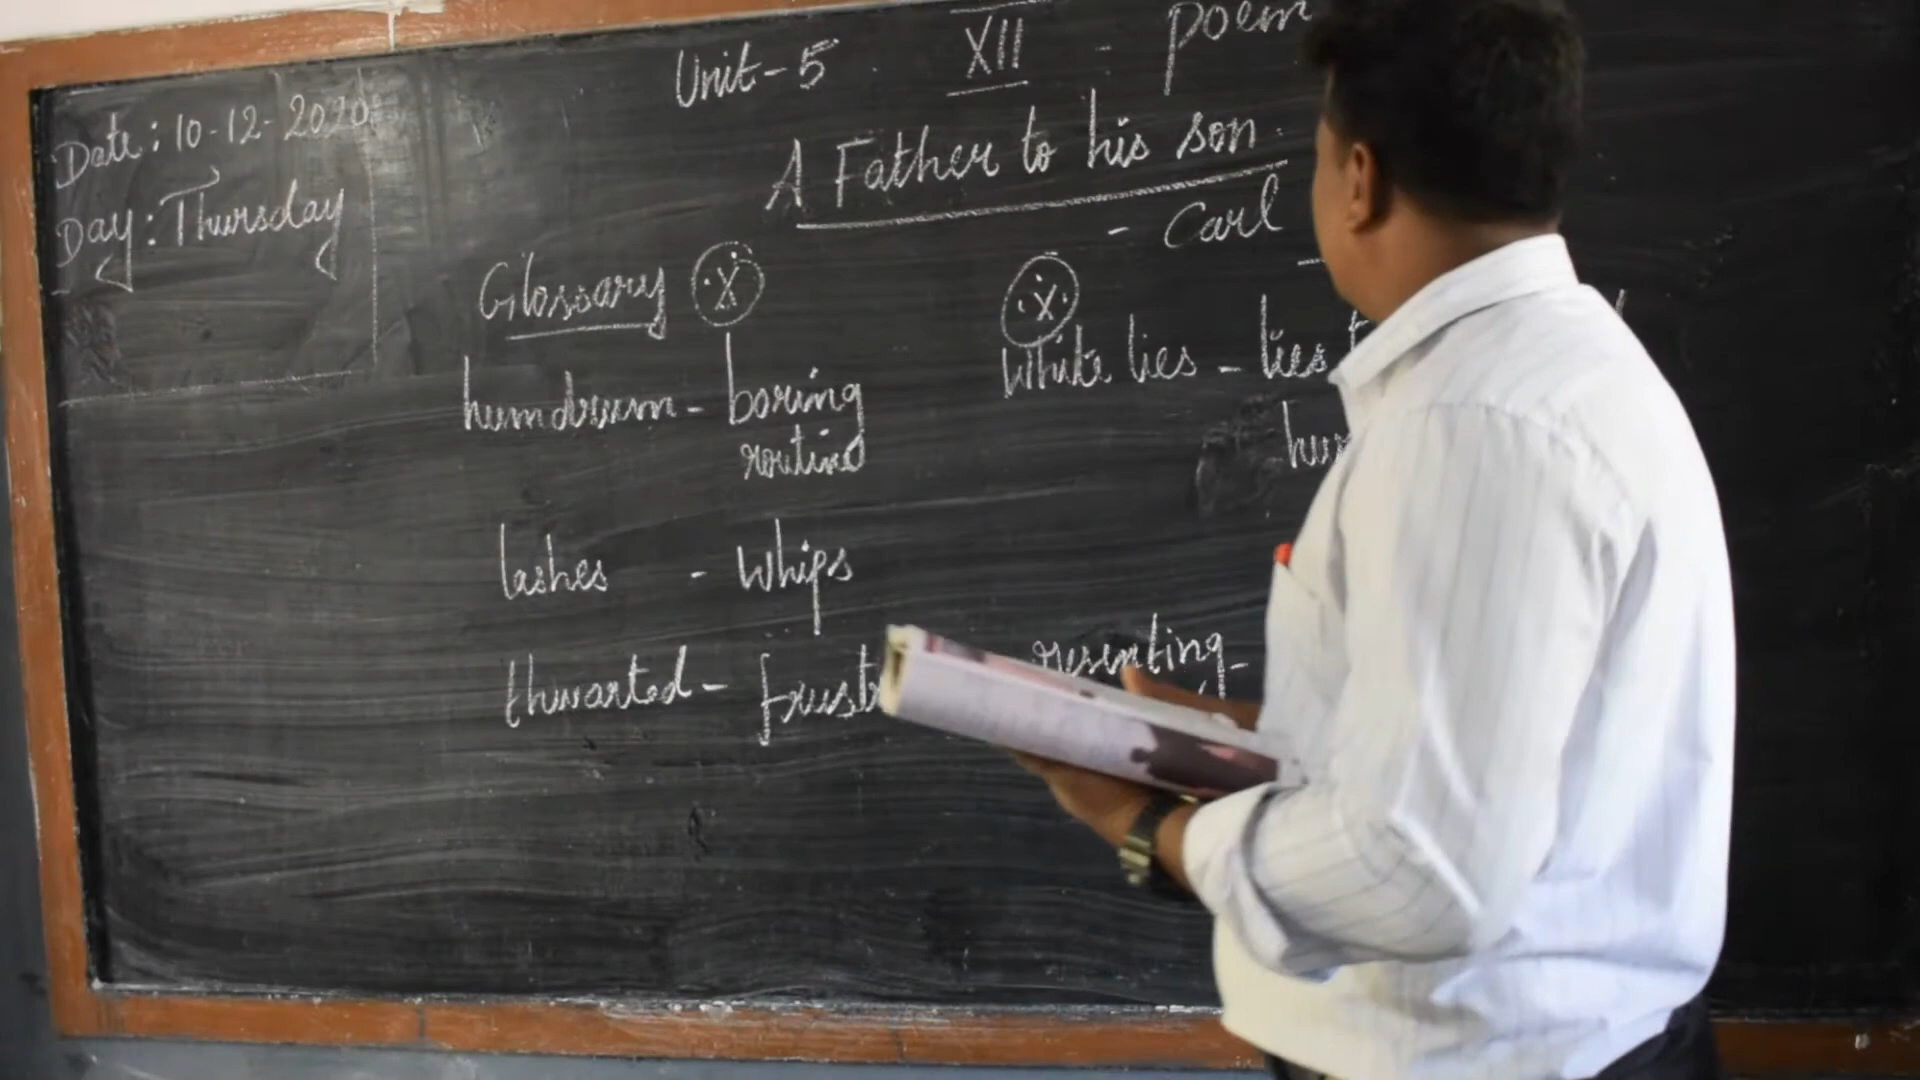 Unit-5 XII - Poem
Date: 10-12-2020
A Father to his son
Day: Thursday
- Carl
Glossary
humdrum - boring
routine
White lies - lies
lashes - whips
thwarted -
resenting -